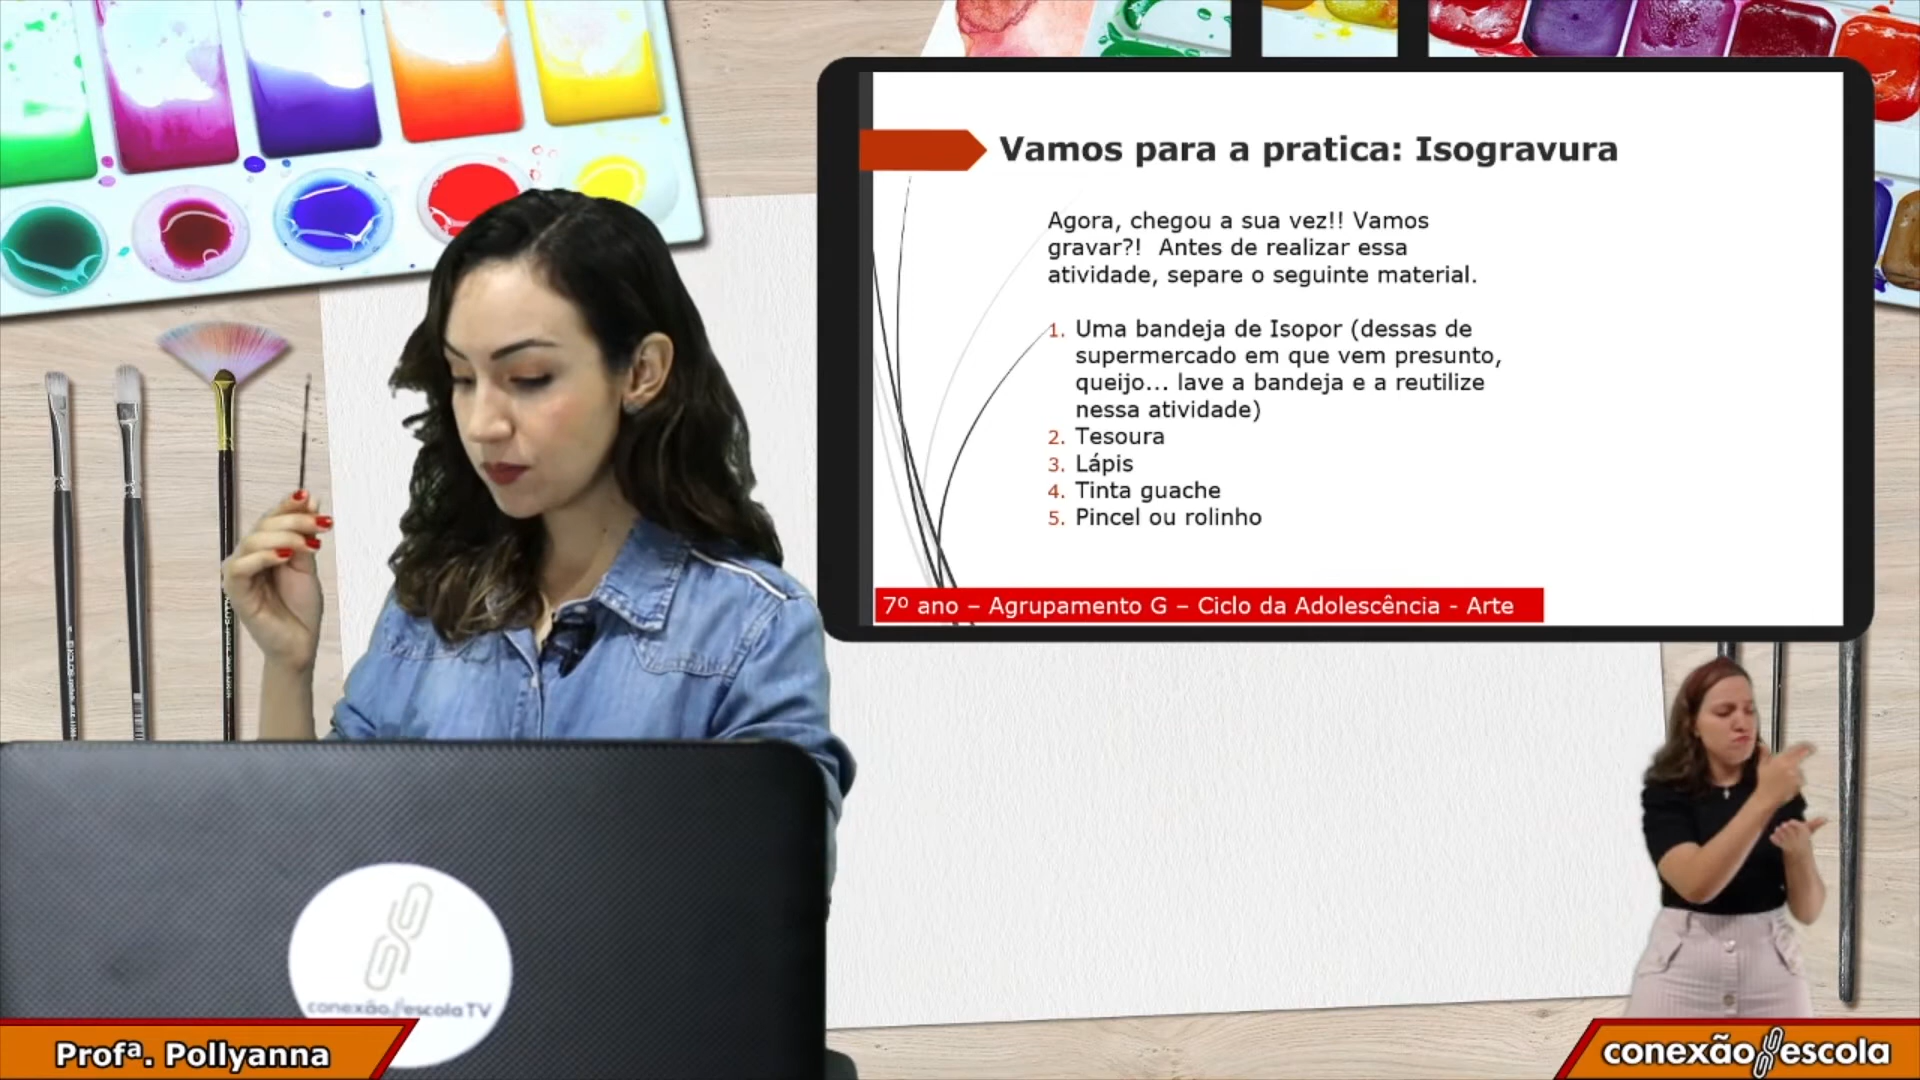 Vamos para a pratica: Isogravura
Agora, chegou a sua vez!! Vamos
gravar?! Antes de realizar essa
atividade, separe o seguinte material.
1. Uma bandeja de Isopor (dessas de
supermercado em que vem presunto,
queijo... lave a bandeja e a reutilize
nessa atividade)
2. Tesoura
3. Lápis
4. Tinta guache
5. Pincel ou rolinho
7º ano – Agrupamento G – Ciclo da Adolescência - Arte
conexão escola TV
Profª. Pollyanna
conexão escola